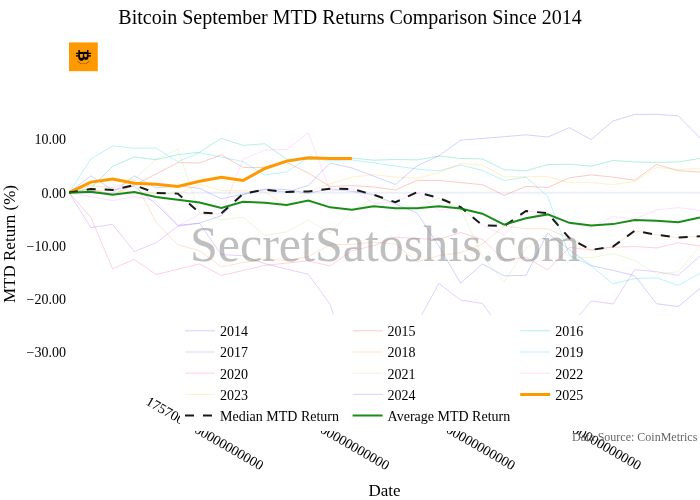 Bitcoin September MTD Returns Comparison Since 2014
MTD Return (%)
10.00
0.00
−10.00
−20.00
−30.00
SecretSatoshis.com
2014
2015
2016
2017
2018
2019
2020
2021
2022
2023
2024
2025
Median MTD Return
Average MTD Return
Data Source: CoinMetrics
Date